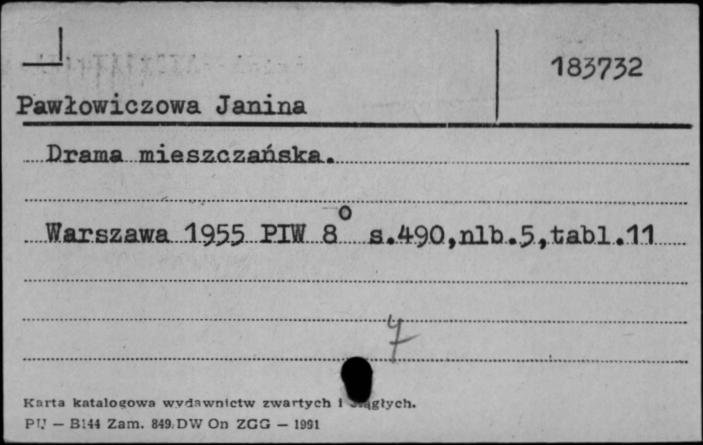 183732
Pawłowiczowa Janina
Drama mieszczańska.
Warszawa 1955 PIW 8° s.490,nlb.5,tabl.11
4
Karta katalogowa wydawnictw zwartych i ciągłych.
PU — B144 Zam. 849. DW On ZGG — 1991